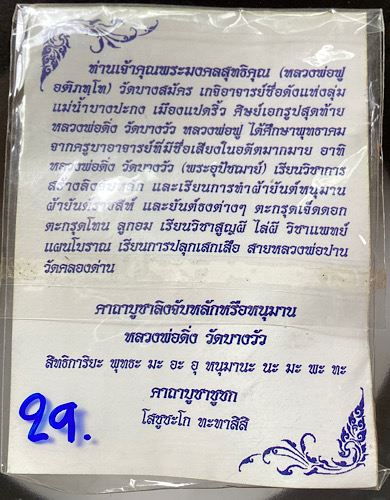 ท่านเจ้าคุณพระมงคลสุทธิคุณ (หลวงพ่อฟู
อติภทฺโท) วัดบางสมัคร เกจิอาจารย์ชื่อดังแห่งลุ่ม
แม่น้ำบางปะกง เมืองแปดริ้ว ศิษย์เอกรูปสุดท้าย
หลวงพ่อดิ่ง วัดบางวัว หลวงพ่อฟู ได้ศึกษาพุทธาคม
จากครูบาอาจารย์ที่มีชื่อเสียงในอดีตมากมาย อาทิ
หลวงพ่อดิ่ง วัดบางวัว (พระอุปัชฌาย์) เรียนวิชาการ
สร้างลิงจับหลัก และเรียนการทำผ้ายันต์หนุมาน
ผ้ายันต์ราชสีห์ และยันต์ธงต่างๆ ตะกรุดเจ็ดดอก
ตะกรุดโทน ลูกอม เรียนวิชาสูญผี ไล่ผี วิชาแพทย์
แผนโบราณ เรียนการปลุกเสกเสือ สายหลวงพ่อปาน
วัดคลองด่าน
คาถาบูชาลิงจับหลักหรือหนุมาน
หลวงพ่อดิ่ง วัดบางวัว
สิทธิการิยะ พุทธะ มะ อะ อุ หนุมานะ นะ มะ พะ ทะ
คาถาบูชาชูชก
โสชูชะโก ทะทาสิสิ
29.